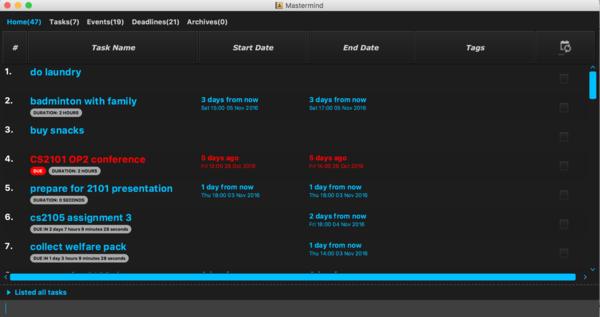 Mastermind
Home(47) Tasks(7) Events(19) Deadlines(21) Archives(0)
# Task Name Start Date End Date Tags
1. do laundry
2. badminton with family 3 days from now 3 days from now
DURATION: 2 HOURS Sat 15:00 05 Nov 2016 Sat 17:00 05 Nov 2016
3. buy snacks
4. CS2101 OP2 conference 5 days ago 5 days ago
DUE DURATION: 2 HOURS Fri 12:00 28 Oct 2016 Fri 14:00 28 Oct 2016
5. prepare for 2101 presentation 1 day from now 1 day from now
DURATION: 0 SECONDS Thu 18:00 03 Nov 2016 Thu 18:00 03 Nov 2016
6. cs2105 assignment 3 2 days from now
DUE IN 2 days 7 hours 9 minutes 28 seconds Fri 18:00 04 Nov 2016
7. collect welfare pack 1 day from now
DUE IN 1 day 3 hours 9 minutes 28 seconds Thu 14:00 03 Nov 2016
Listed all tasks